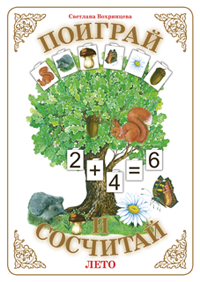 Светлана Вохринцева
ПОИГРАЙ
2 + 4 = 6
И
СОСЧИТАЙ
ЛЕТО